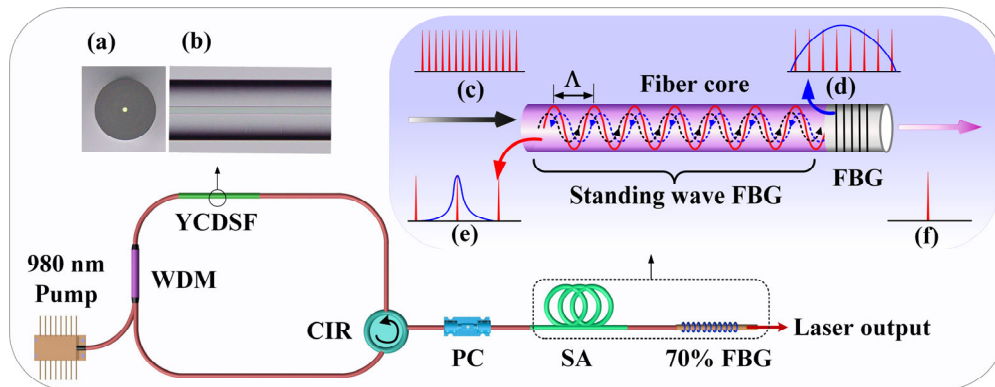 (a)
(b)
(c)
Λ
Fiber core
(d)
Standing wave FBG
FBG
(e)
(f)
YCDSF
WDM
980 nm
Pump
CIR
PC
SA
70% FBG
Laser output